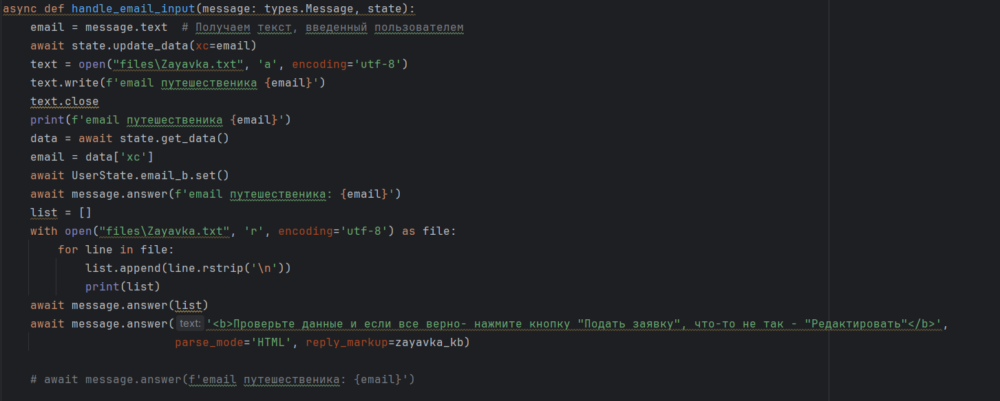 async def handle_email_input(message: types.Message, state):
    email = message.text  # Получаем текст, введенный пользователем
    await state.update_data(xc=email)
    text = open("files\Zayavka.txt", 'a', encoding='utf-8')
    text.write(f'email путешественика {email}')
    text.close
    print(f'email путешественика {email}')
    data = await state.get_data()
    email = data['xc']
    await UserState.email_b.set()
    await message.answer(f'email путешественика: {email}')
    list = []
    with open("files\Zayavka.txt", 'r', encoding='utf-8') as file:
        for line in file:
            list.append(line.rstrip('\n'))
            print(list)
    await message.answer(list)
    await message.answer( text: '<b>Проверьте данные и если все верно- нажмите кнопку "Подать заявку", что-то не так - "Редактировать"</b>',
                         parse_mode='HTML', reply_markup=zayavka_kb)
    # await message.answer(f'email путешественика: {email}')